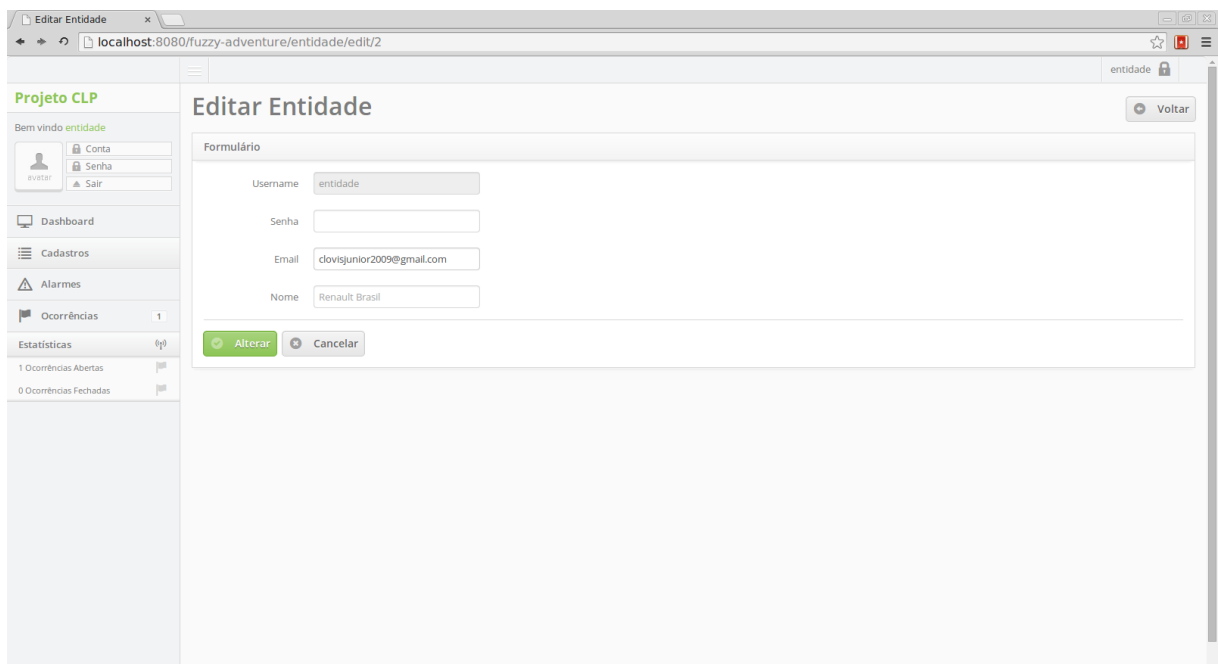 Editar Entidade
localhost:8080/fuzzy-adventure/entidade/edit/2
entidade
Projeto CLP
Bem vindo entidade
avatar
Conta
Senha
Sair
Dashboard
Cadastros
Alarmes
Ocorrências 1
Estatísticas
1 Ocorrências Abertas
0 Ocorrências Fechadas
Editar Entidade
Voltar
Formulário
Username entidade
Senha
Email clovisjunior2009@gmail.com
Nome Renault Brasil
Alterar Cancelar